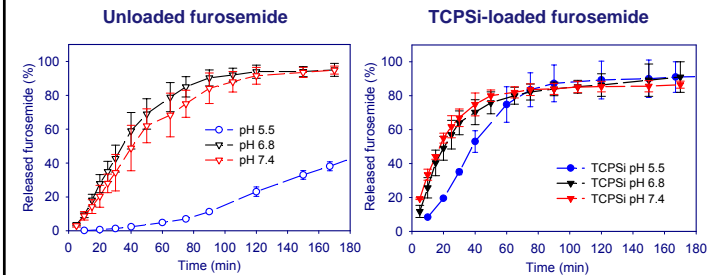 Unloaded furosemide
Released furosemide (%)
100
80
60
40
20
0
pH 5.5
pH 6.8
pH 7.4
0 20 40 60 80 100 120 140 160 180
Time (min)
TCPSi-loaded furosemide
Released furosemide (%)
100
80
60
40
20
0
TCPSi pH 5.5
TCPSi pH 6.8
TCPSi pH 7.4
0 20 40 60 80 100 120 140 160 180
Time (min)